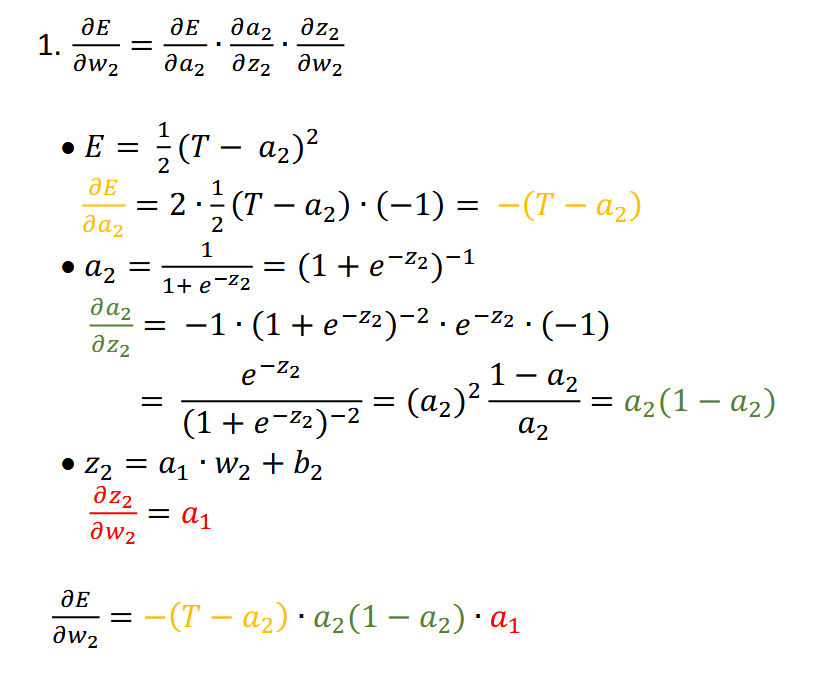 1. ∂E/∂w₂ = ∂E/∂a₂ · ∂a₂/∂z₂ · ∂z₂/∂w₂
• E = 1/2 (T − a₂)²
∂E/∂a₂ = 2 · 1/2 (T − a₂) · (−1) = −(T − a₂)
• a₂ = 1/(1 + e^(−z₂)) = (1 + e^(−z₂))^(−1)
∂a₂/∂z₂ = −1 · (1 + e^(−z₂))^(−2) · e^(−z₂) · (−1)
= e^(−z₂)/(1 + e^(−z₂))^(−2) = (a₂)² (1 − a₂)/a₂ = a₂(1 − a₂)
• z₂ = a₁ · w₂ + b₂
∂z₂/∂w₂ = a₁
∂E/∂w₂ = −(T − a₂) · a₂(1 − a₂) · a₁